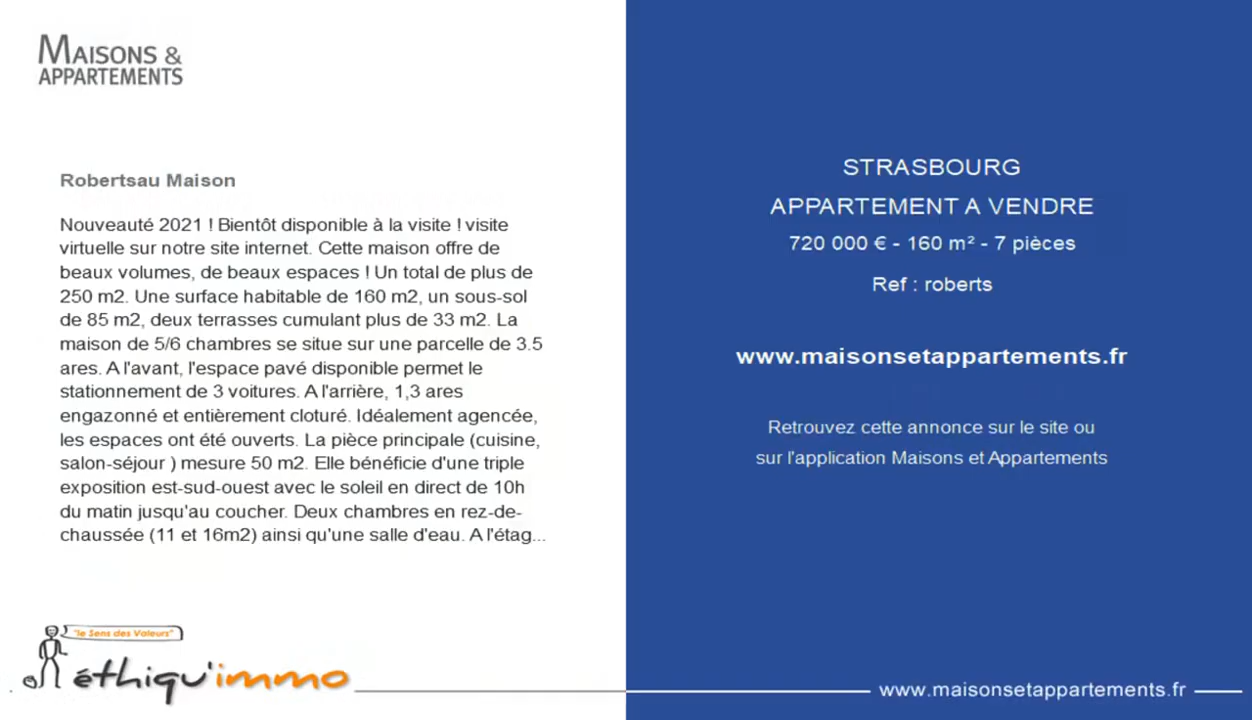 MAISONS &
APPARTEMENTS
Robertsau Maison
Nouveauté 2021 ! Bientôt disponible à la visite ! visite
virtuelle sur notre site internet. Cette maison offre de
beaux volumes, de beaux espaces ! Un total de plus de
250 m2. Une surface habitable de 160 m2, un sous-sol
de 85 m2, deux terrasses cumulant plus de 33 m2. La
maison de 5/6 chambres se situe sur une parcelle de 3.5
ares. A l'avant, l'espace pavé disponible permet le
stationnement de 3 voitures. A l'arrière, 1,3 ares
engazonné et entièrement cloturé. Idéalement agencée,
les espaces ont été ouverts. La pièce principale (cuisine,
salon-séjour ) mesure 50 m2. Elle bénéficie d'une triple
exposition est-sud-ouest avec le soleil en direct de 10h
du matin jusqu'au coucher. Deux chambres en rez-de-
chaussée (11 et 16m2) ainsi qu'une salle d'eau. A l'étag...
"le Sens des Valeurs"
éthiqu'immo
STRASBOURG
APPARTEMENT A VENDRE
720 000 € - 160 m² - 7 pièces
Ref : roberts
www.maisonsetappartements.fr
Retrouvez cette annonce sur le site ou
sur l'application Maisons et Appartements
www.maisonsetappartements.fr